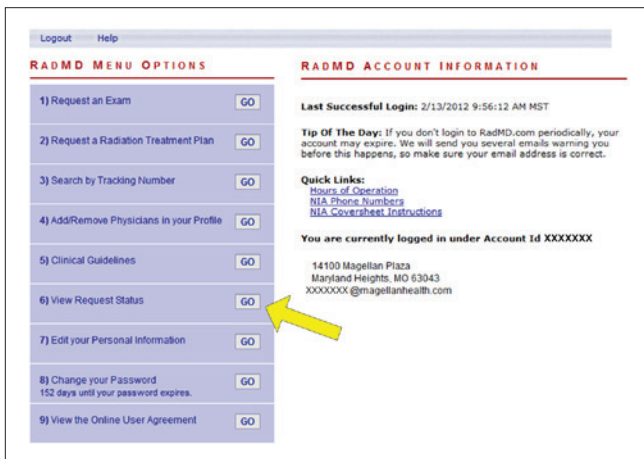 Logout Help
RADMD MENU OPTIONS
1) Request an Exam GO
2) Request a Radiation Treatment Plan GO
3) Search by Tracking Number GO
4) Add/Remove Physicians in your Profile GO
5) Clinical Guidelines GO
6) View Request Status GO
7) Edit your Personal Information GO
8) Change your Password GO
152 days until your password expires.
9) View the Online User Agreement GO
RADMD ACCOUNT INFORMATION
Last Successful Login: 2/13/2012 9:56:12 AM MST
Tip Of The Day: If you don't login to RadMD.com periodically, your
account may expire. We will send you several emails warning you
before this happens, so make sure your email address is correct.
Quick Links:
Hours of Operation
NIA Phone Numbers
NIA Coversheet Instructions
You are currently logged in under Account Id XXXXXXX
14100 Magellan Plaza
Maryland Heights, MO 63043
XXXXXXX @magellanhealth.com